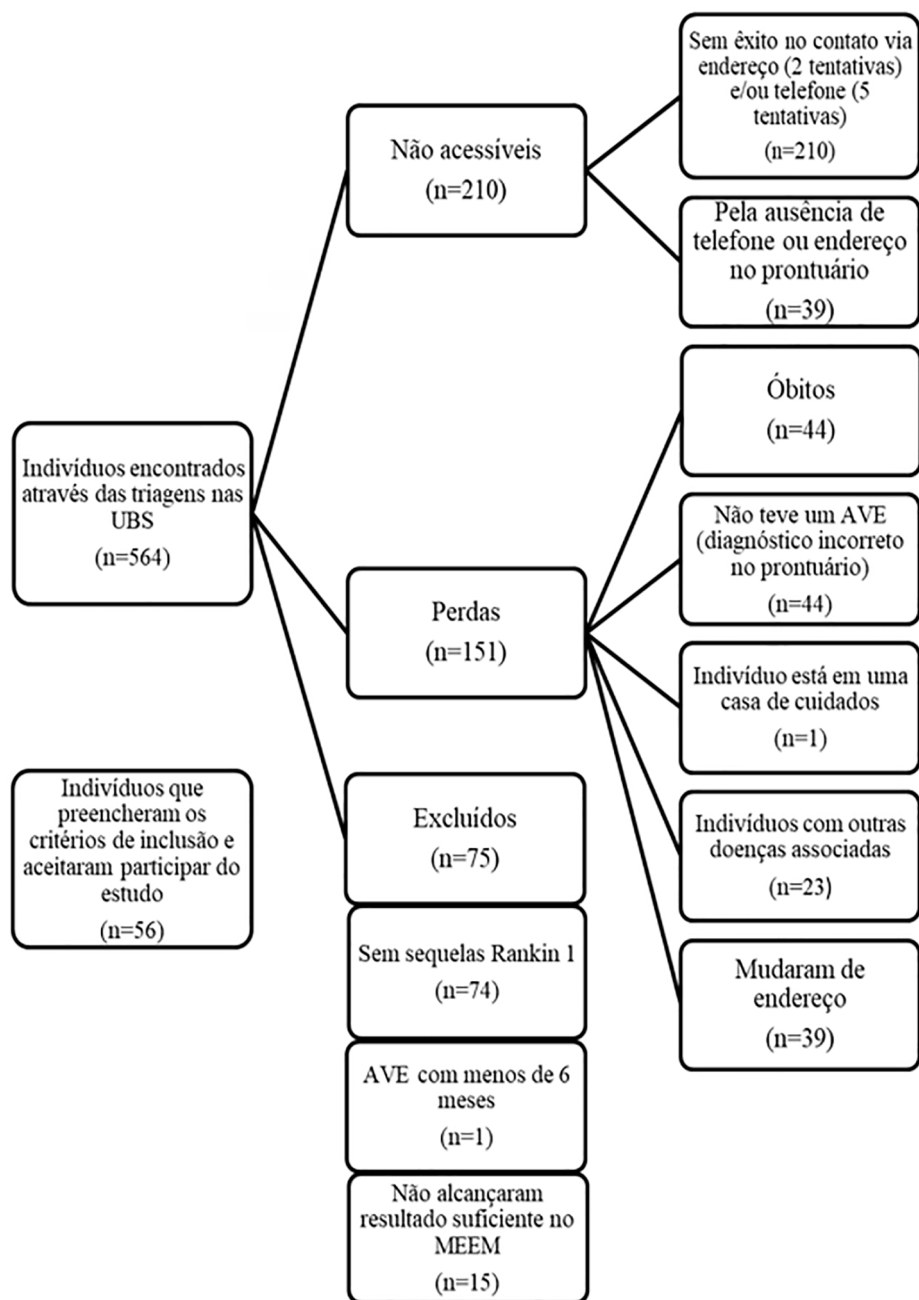 Indivíduos encontrados
através das triagens nas
UBS
(n=564)
Indivíduos que
preencheram os
critérios de inclusão e
aceitaram participar do
estudo
(n=56)
Não acessíveis
(n=210)
Perdas
(n=151)
Excluídos
(n=75)
Sem sequelas Rankin 1
(n=74)
AVE com menos de 6
meses
(n=1)
Não alcançaram
resultado suficiente no
MEEM
(n=15)
Sem êxito no contato via
endereço (2 tentativas)
e/ou telefone (5
tentativas)
(n=210)
Pela ausência de
telefone ou endereço
no prontuário
(n=39)
Óbitos
(n=44)
Não teve um AVE
(diagnóstico incorreto
no prontuário)
(n=44)
Indivíduo está em uma
casa de cuidados
(n=1)
Indivíduos com outras
doenças associadas
(n=23)
Mudaram de
endereço
(n=39)